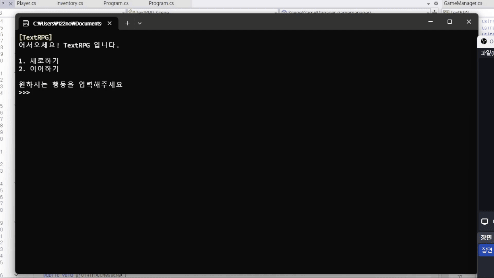 Player.cs
Inventory.cs
Program.cs
Program.cs
GameManager.cs
C:\Users\
[TextRPG]
어서오세요! TextRPG 입니다.
1. 새로하기
2. 이어하기
원하시는 행동을 입력해주세요
>>>